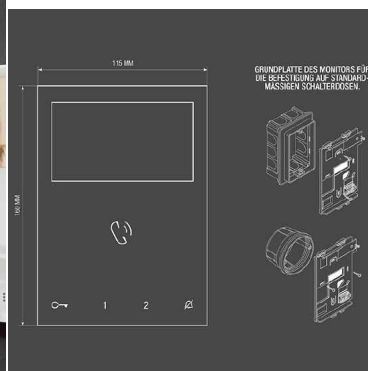 115 MM
GRUNDPLATTE DES MONITORS FÜR
DIE BEFESTIGUNG AUF STANDARD-
MÄSSIGEN SCHALTERDOSEN.
160 MM
1 2